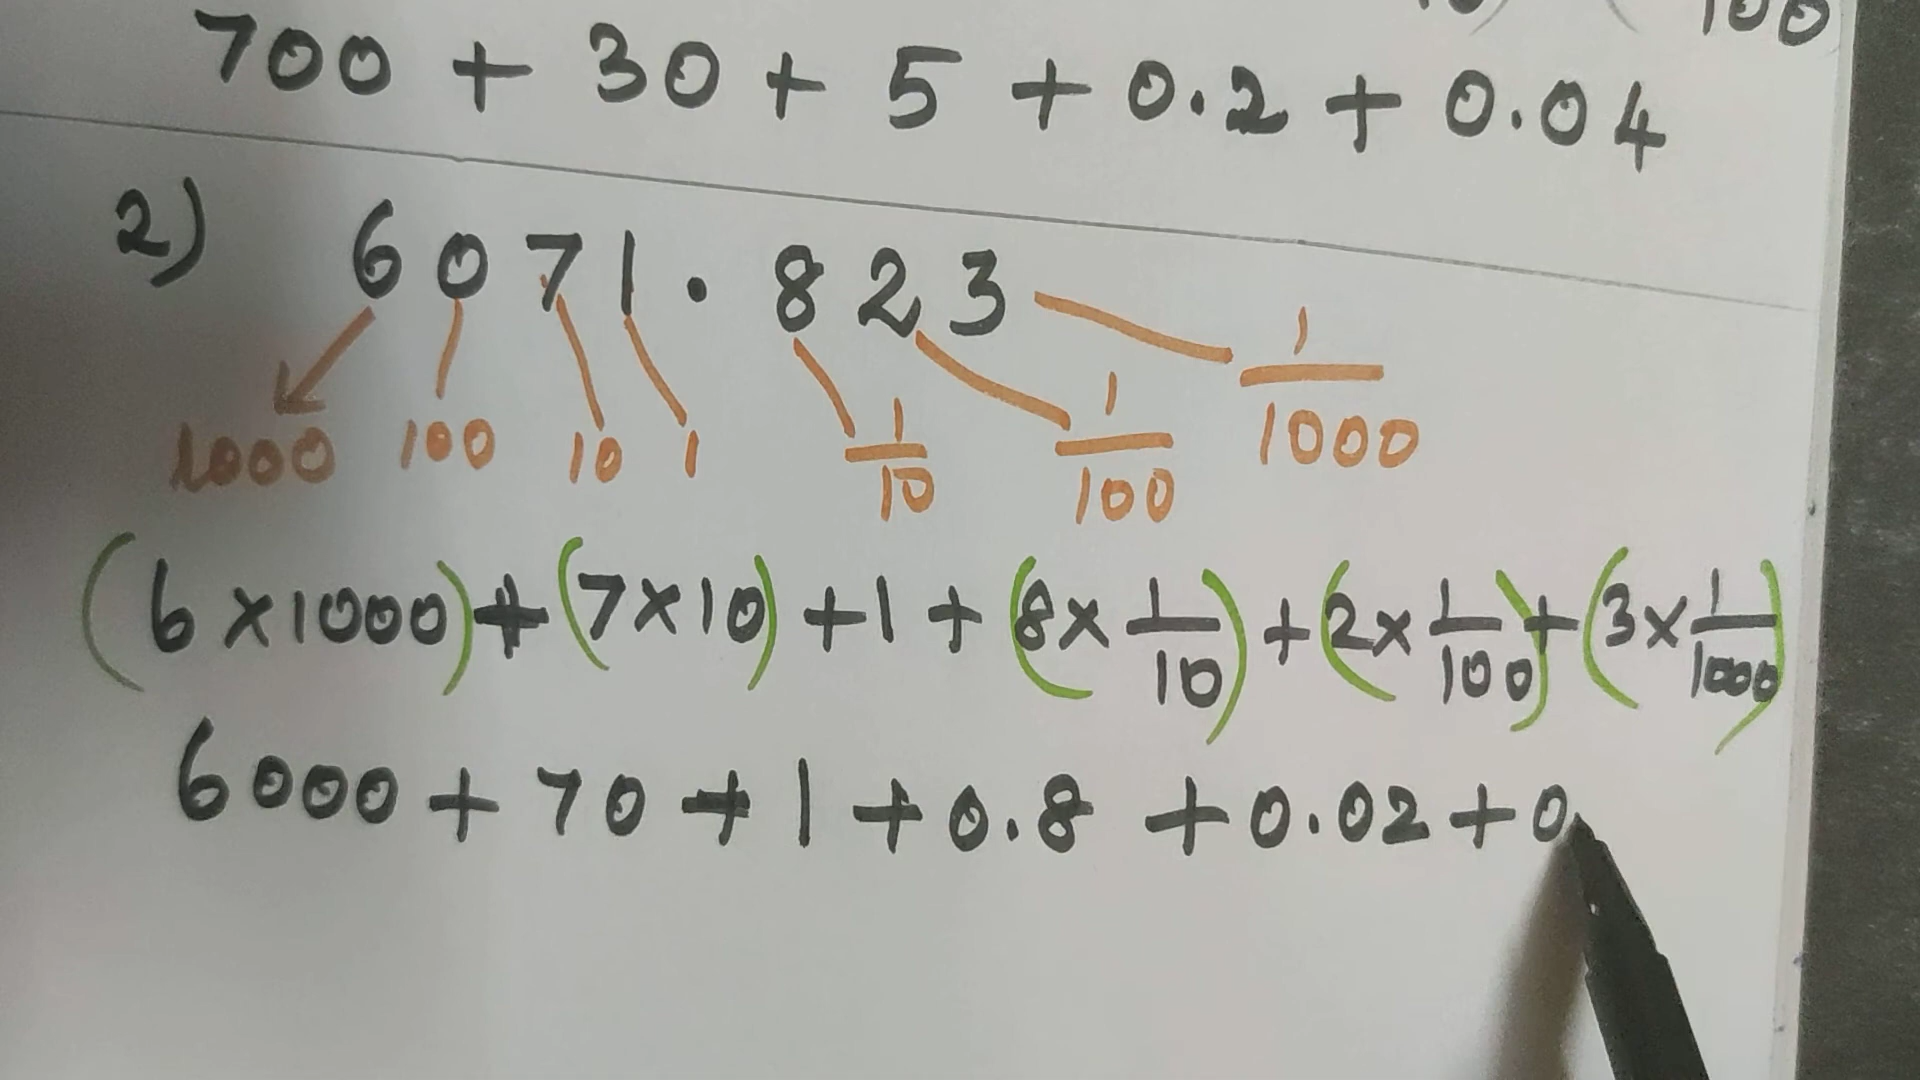 100
700 + 30 + 5 + 0.2 + 0.04
2) 6071.823
1000 100 10 1 1/10 1/100 1/1000
(6×1000)+(7×10)+1+(8×1/10)+(2×1/100)+(3×1/1000)
6000+70+1+0.8+0.02+0.